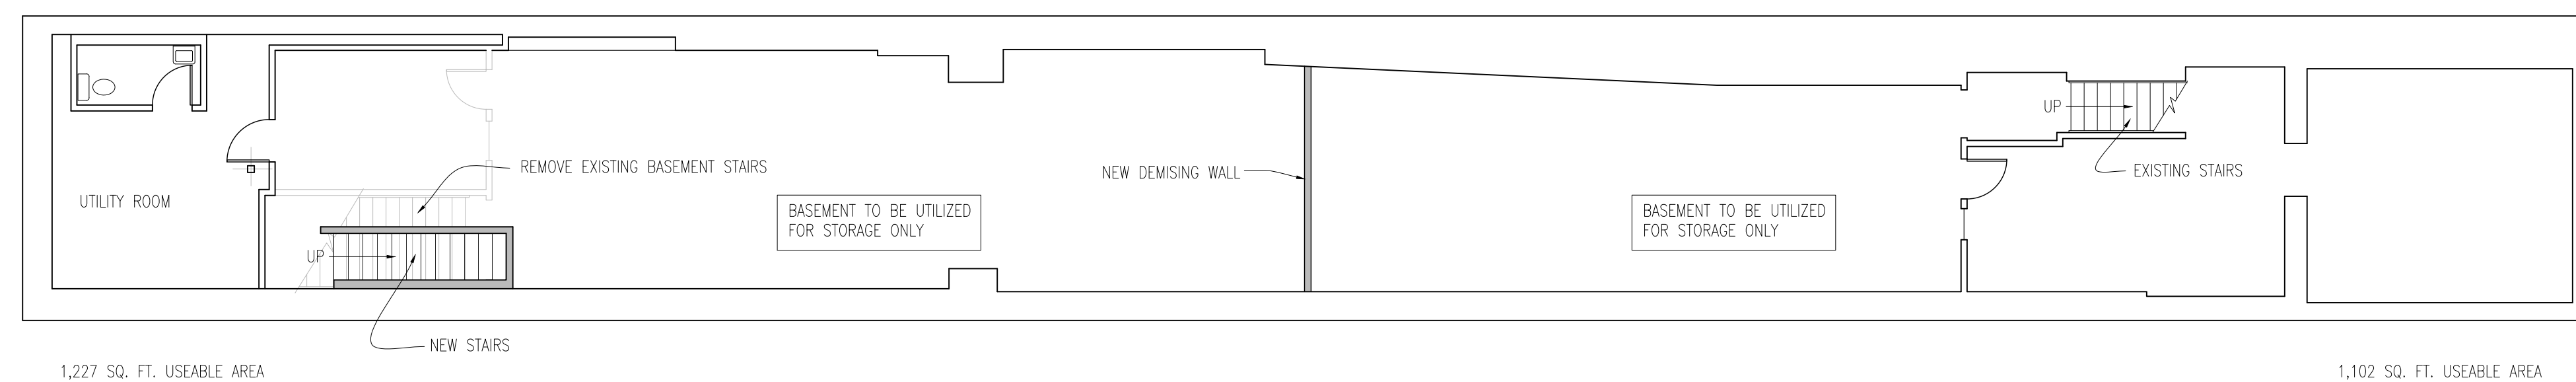 UP
REMOVE EXISTING BASEMENT STAIRS
NEW DEMISING WALL
EXISTING STAIRS
UTILITY ROOM
BASEMENT TO BE UTILIZED
FOR STORAGE ONLY
BASEMENT TO BE UTILIZED
FOR STORAGE ONLY
UP
NEW STAIRS
1,227 SQ. FT. USEABLE AREA
1,102 SQ. FT. USEABLE AREA